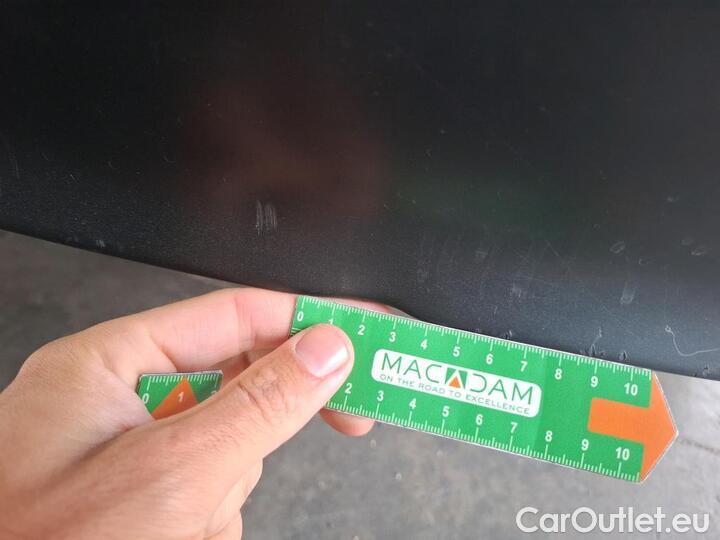 0 1 2 3 4 5 6 7 8 9 10
MACADAM
ON THE ROAD TO EXCELLENCE
0 1 2
2 3 4 5 6 7 8 9 10
CarOutlet.eu